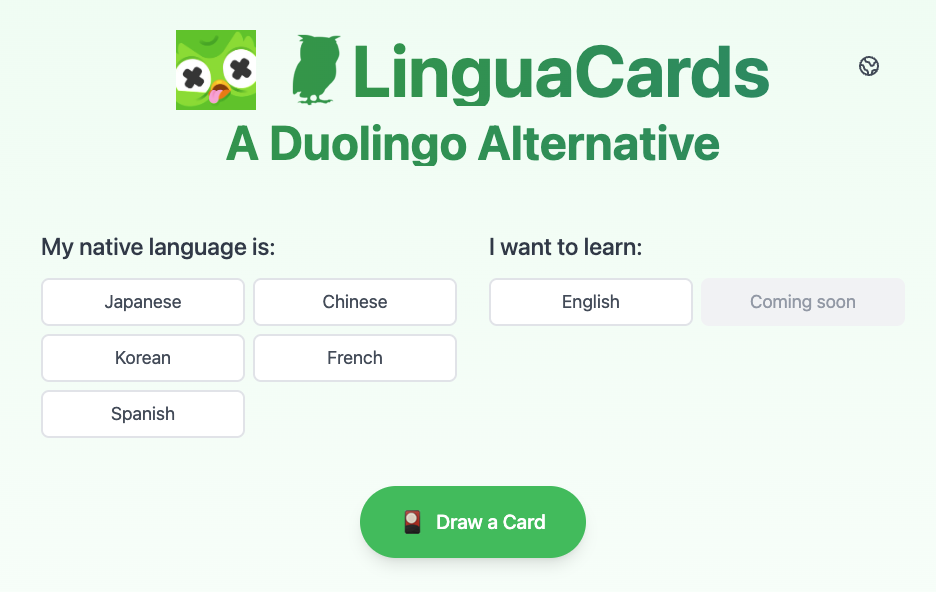 LinguaCards
A Duolingo Alternative
My native language is:
Japanese
Chinese
Korean
French
Spanish
I want to learn:
English
Coming soon
Draw a Card